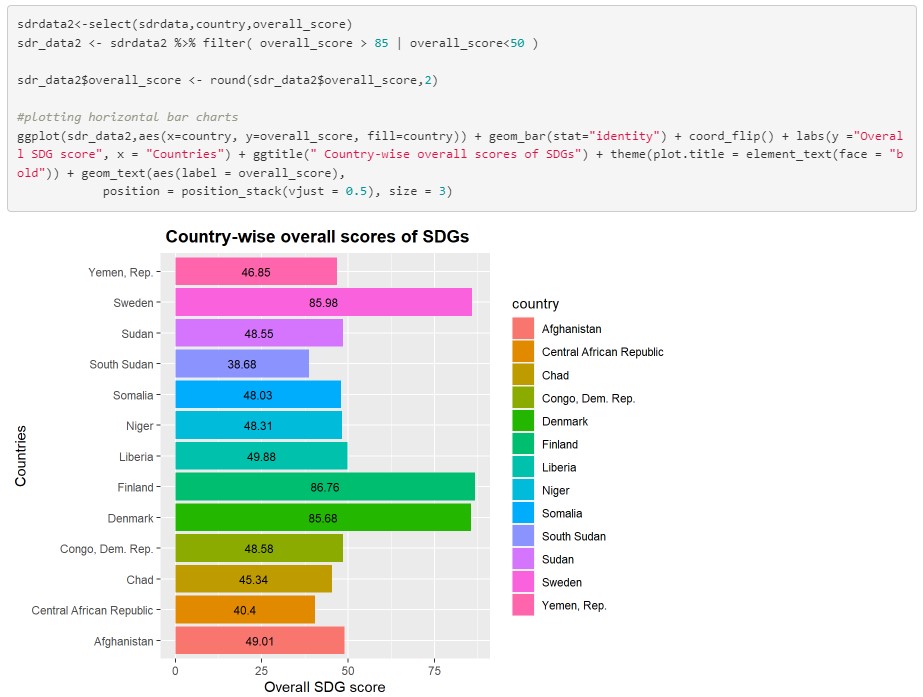 sdrdata2<-select(sdrdata,country,overall_score)
sdr_data2 <- sdrdata2 %>% filter( overall_score > 85 | overall_score<50 )
sdr_data2$overall_score <- round(sdr_data2$overall_score,2)
#plotting horizontal bar charts
ggplot(sdr_data2,aes(x=country, y=overall_score, fill=country)) + geom_bar(stat="identity") + coord_flip() + labs(y ="Overal
l SDG score", x = "Countries") + ggtitle(" Country-wise overall scores of SDGs") + theme(plot.title = element_text(face = "b
old")) + geom_text(aes(label = overall_score),
position = position_stack(vjust = 0.5), size = 3)
Country-wise overall scores of SDGs
Countries
Yemen, Rep. 46.85
Sweden 85.98
Sudan 48.55
South Sudan 38.68
Somalia 48.03
Niger 48.31
Liberia 49.88
Finland 86.76
Denmark 85.68
Congo, Dem. Rep. 48.58
Chad 45.34
Central African Republic 40.4
Afghanistan 49.01
0 25 50 75
Overall SDG score
country
Afghanistan
Central African Republic
Chad
Congo, Dem. Rep.
Denmark
Finland
Liberia
Niger
Somalia
South Sudan
Sudan
Sweden
Yemen, Rep.